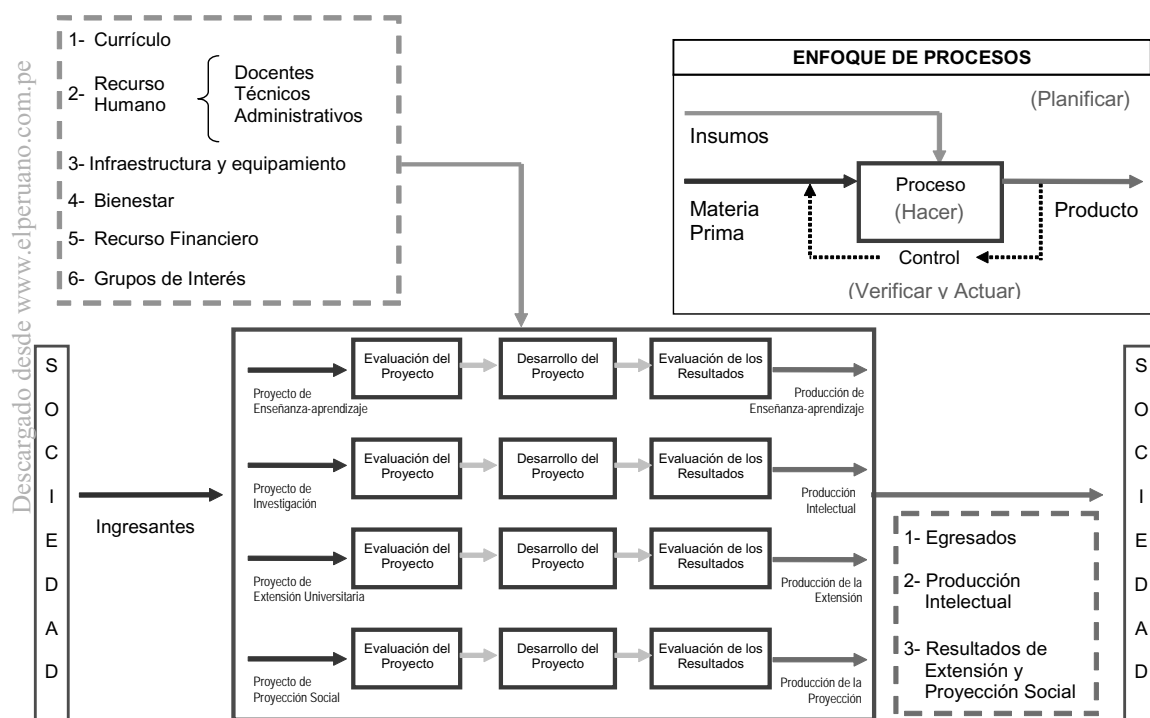 Descargado desde www.elperuano.com.pe
1- Currículo
2- Recurso
Humano
Docentes
Técnicos
Administrativos
3- Infraestructura y equipamiento
4- Bienestar
5- Recurso Financiero
6- Grupos de Interés
ENFOQUE DE PROCESOS
(Planificar)
Insumos
Materia
Prima
Proceso
(Hacer)
Producto
Control
(Verificar y Actuar)
SOCIEDAD
Ingresantes
Proyecto de
Enseñanza-aprendizaje
Evaluación del
Proyecto
Desarrollo del
Proyecto
Evaluación de los
Resultados
Producción de
Enseñanza-aprendizaje
Proyecto de
Investigación
Evaluación del
Proyecto
Desarrollo del
Proyecto
Evaluación de los
Resultados
Producción
Intelectual
Proyecto de
Extensión Universitaria
Evaluación del
Proyecto
Desarrollo del
Proyecto
Evaluación de los
Resultados
Producción de la
Extensión
Proyecto de
Proyección Social
Evaluación del
Proyecto
Desarrollo del
Proyecto
Evaluación de los
Resultados
Producción de la
Proyección
1- Egresados
2- Producción
Intelectual
3- Resultados de
Extensión y
Proyección Social
SOCIEDAD